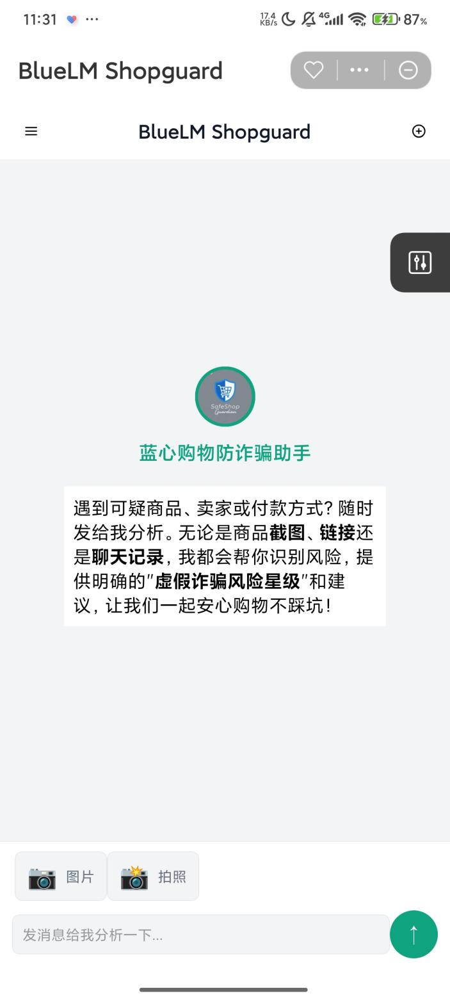 11:31
17.4
KB/s
4G
87%
BlueLM Shopguard
BlueLM Shopguard
SafeShop
Guardian
蓝心购物防诈骗助手
遇到可疑商品、卖家或付款方式？随时
发给我分析。无论是商品截图、链接还
是聊天记录，我都会帮你识别风险，提
供明确的"虚假诈骗风险星级"和建
议，让我们一起安心购物不踩坑！
图片
拍照
发消息给我分析一下...